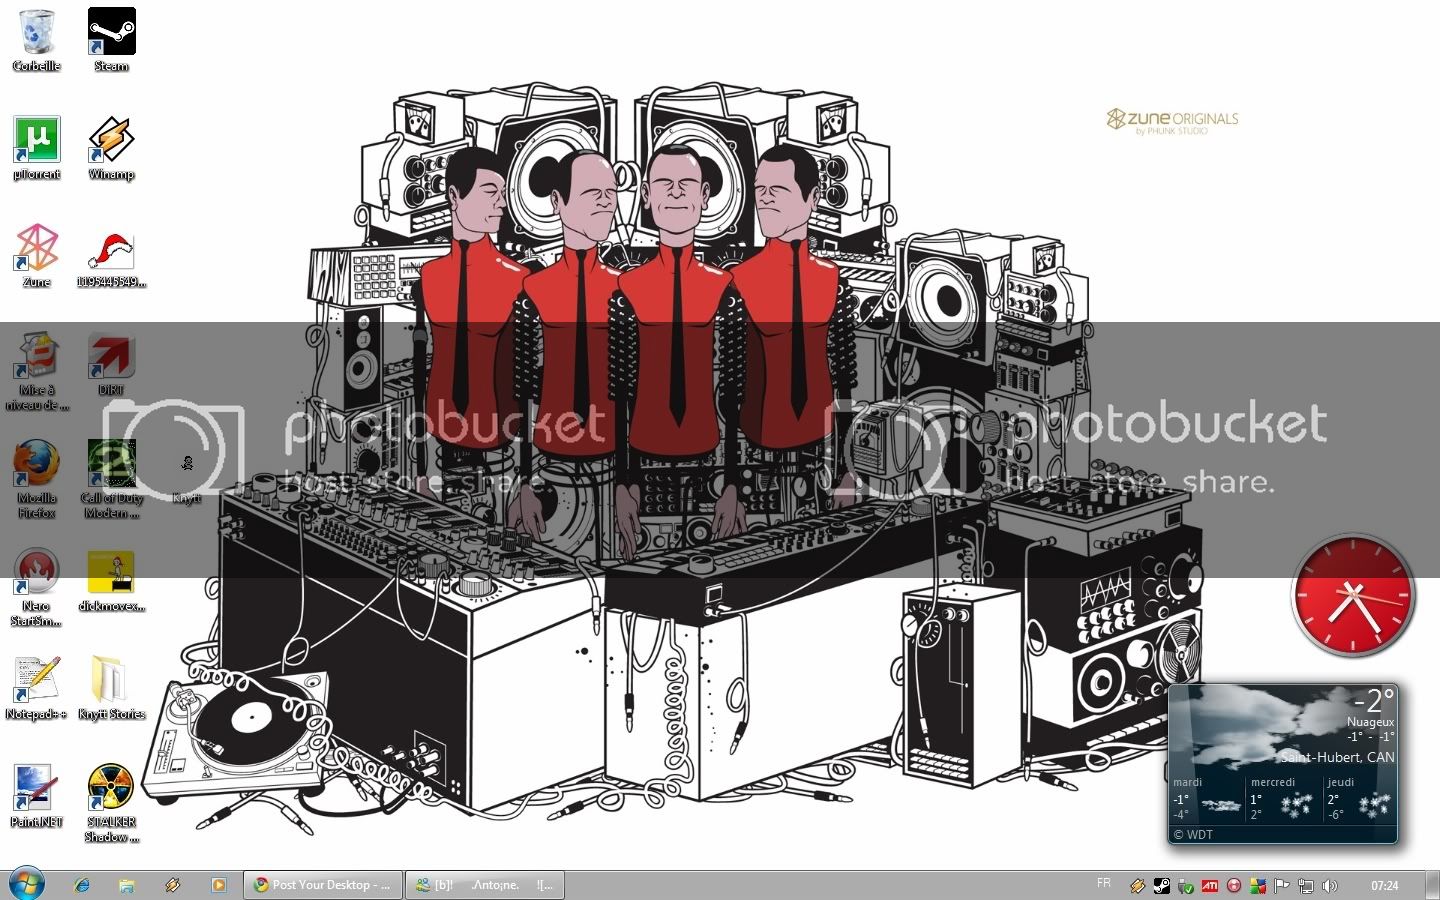 Corbeille
Steam
µTorrent
Winamp
Zune
1195445549...
Mise à
niveau de ...
DiRT
Mozilla
Firefox
Call of Duty
Modern ...
Knytt
Nero
StartSm...
dickmovex...
Notepad++
Knytt Stories
Paint.NET
STALKER
Shadow ...
zune ORIGINALS
by PHUNK STUDIO
photobucket
host. store. share.
photobucket
host. store. share.
-2°
Nuageux
-1° - -1°
Saint-Hubert, CAN
mardi
-1°
-4°
mercredi
1°
2°
jeudi
2°
-6°
© WDT
Post Your Desktop - ...
[b]! .Λnto¡ne. ![...
FR
ATI
07:24